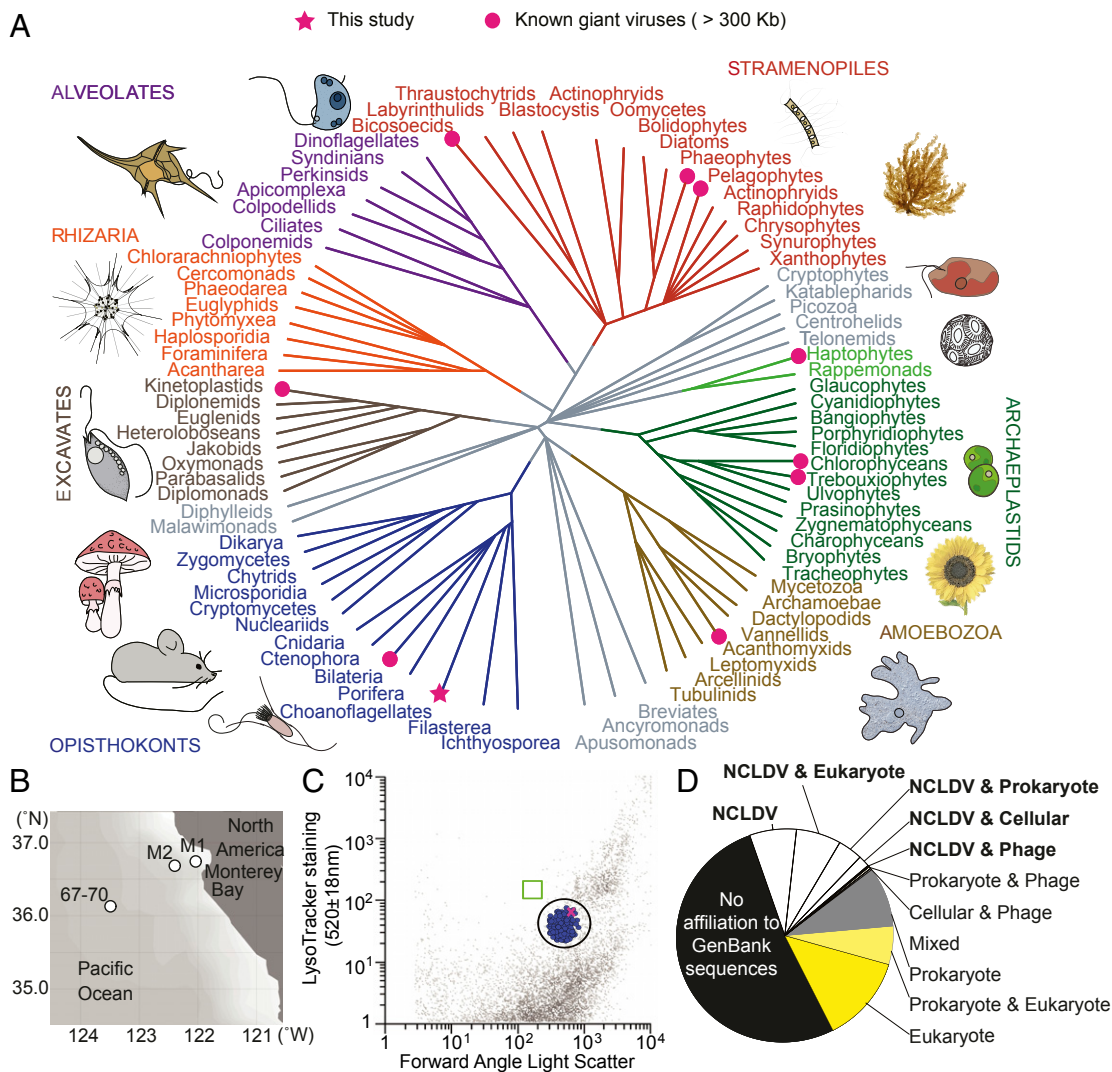 A
This study
Known giant viruses ( > 300 Kb)
ALVEOLATES
STRAMENOPILES
RHIZARIA
EXCAVATES
OPISTHOKONTS
ARCHAEPLASTIDS
AMOEBOZOA
Thraustochytrids
Labyrinthulids
Bicosoecids
Blastocystis
Actinophryids
Oomycetes
Bolidophytes
Diatoms
Phaeophytes
Pelagophytes
Actinophryids
Raphidophytes
Chrysophytes
Synurophytes
Xanthophytes
Cryptophytes
Katablepharids
Picozoa
Centrohelids
Telonemids
Haptophytes
Rappemonads
Glaucophytes
Cyanidiophytes
Bangiophytes
Porphyridiophytes
Floridiophytes
Chlorophyceans
Trebouxiophytes
Ulvophytes
Prasinophytes
Zygnematophyceans
Charophyceans
Bryophytes
Tracheophytes
Mycetozoa
Archamoebae
Dactylopodids
Vannellids
Acanthomyxids
Leptomyxids
Arcellinids
Tubulinids
Breviates
Ancyromonads
Apusomonads
Dinoflagellates
Syndinians
Perkinsids
Apicomplexa
Colpodellids
Ciliates
Colponemids
Chlorarachniophytes
Cercomonads
Phaeodarea
Euglyphids
Phytomyxea
Haplosporidia
Foraminifera
Acantharea
Kinetoplastids
Diplonemids
Euglenids
Heteroloboseans
Jakobids
Oxymonads
Parabasalids
Diplomonads
Diphylleids
Malawimonads
Dikarya
Zygomycetes
Chytrids
Microsporidia
Cryptomycetes
Nucleariids
Cnidaria
Ctenophora
Bilateria
Porifera
Choanoflagellates
Filasterea
Ichthyosporea
B
(˚N)
37.0
36.0
35.0
124
123
122
121 (˚W)
North
America
Monterey
Bay
M2
M1
67-70
Pacific
Ocean
C
LysoTracker staining
(520±18nm)
10⁴
10³
10²
10¹
1
1
10¹
10²
10³
10⁴
Forward Angle Light Scatter
D
NCLDV & Eukaryote
NCLDV
NCLDV & Prokaryote
NCLDV & Cellular
NCLDV & Phage
Prokaryote & Phage
Cellular & Phage
Mixed
Prokaryote
Prokaryote & Eukaryote
Eukaryote
No
affiliation to
GenBank
sequences